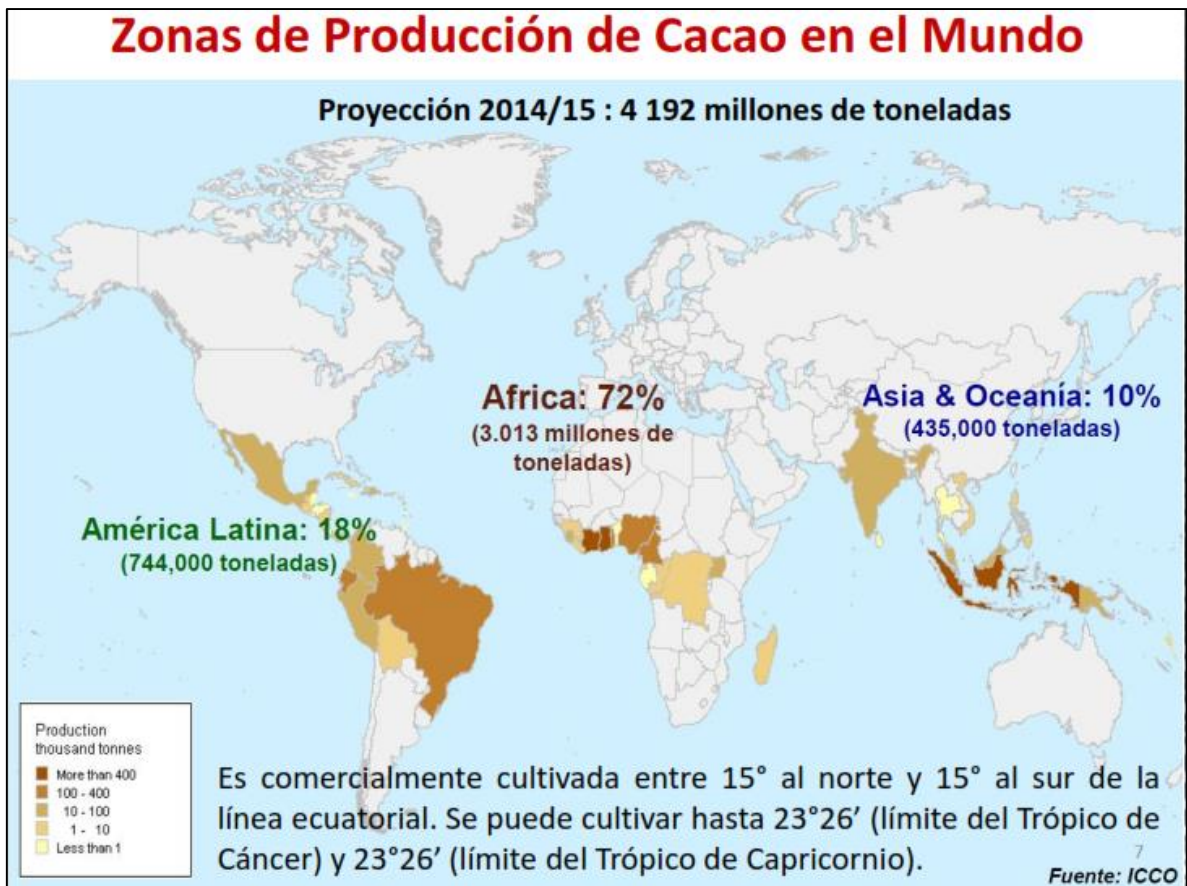 Zonas de Producción de Cacao en el Mundo
Proyección 2014/15 : 4 192 millones de toneladas
Africa: 72%
(3.013 millones de
toneladas)
Asia & Oceanía: 10%
(435,000 toneladas)
América Latina: 18%
(744,000 toneladas)
Production
thousand tonnes
More than 400
100 - 400
10 - 100
1 - 10
Less than 1
Es comercialmente cultivada entre 15° al norte y 15° al sur de la
línea ecuatorial. Se puede cultivar hasta 23°26′ (límite del Trópico de
Cáncer) y 23°26′ (límite del Trópico de Capricornio).
7
Fuente: ICCO